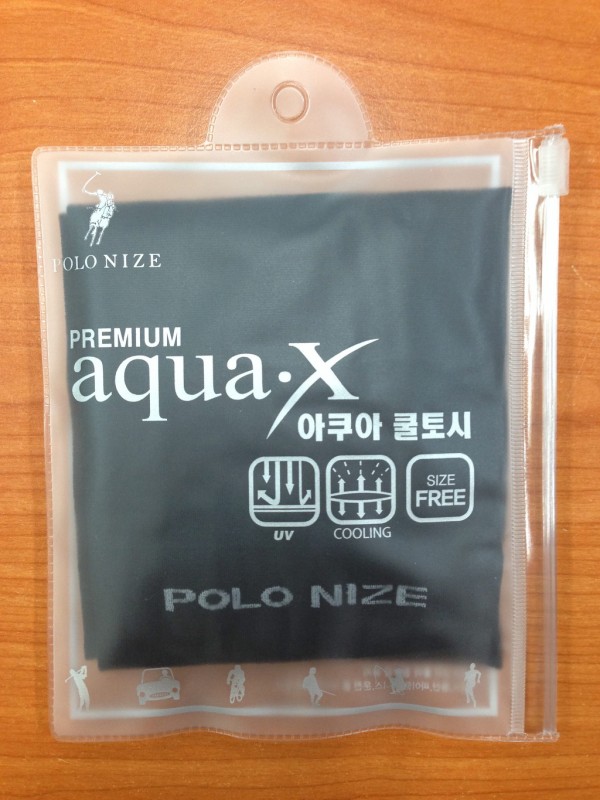 POLO NIZE
PREMIUM
aqua·X
아쿠아 쿨토시
UV
COOLING
SIZE
FREE
POLO NIZE